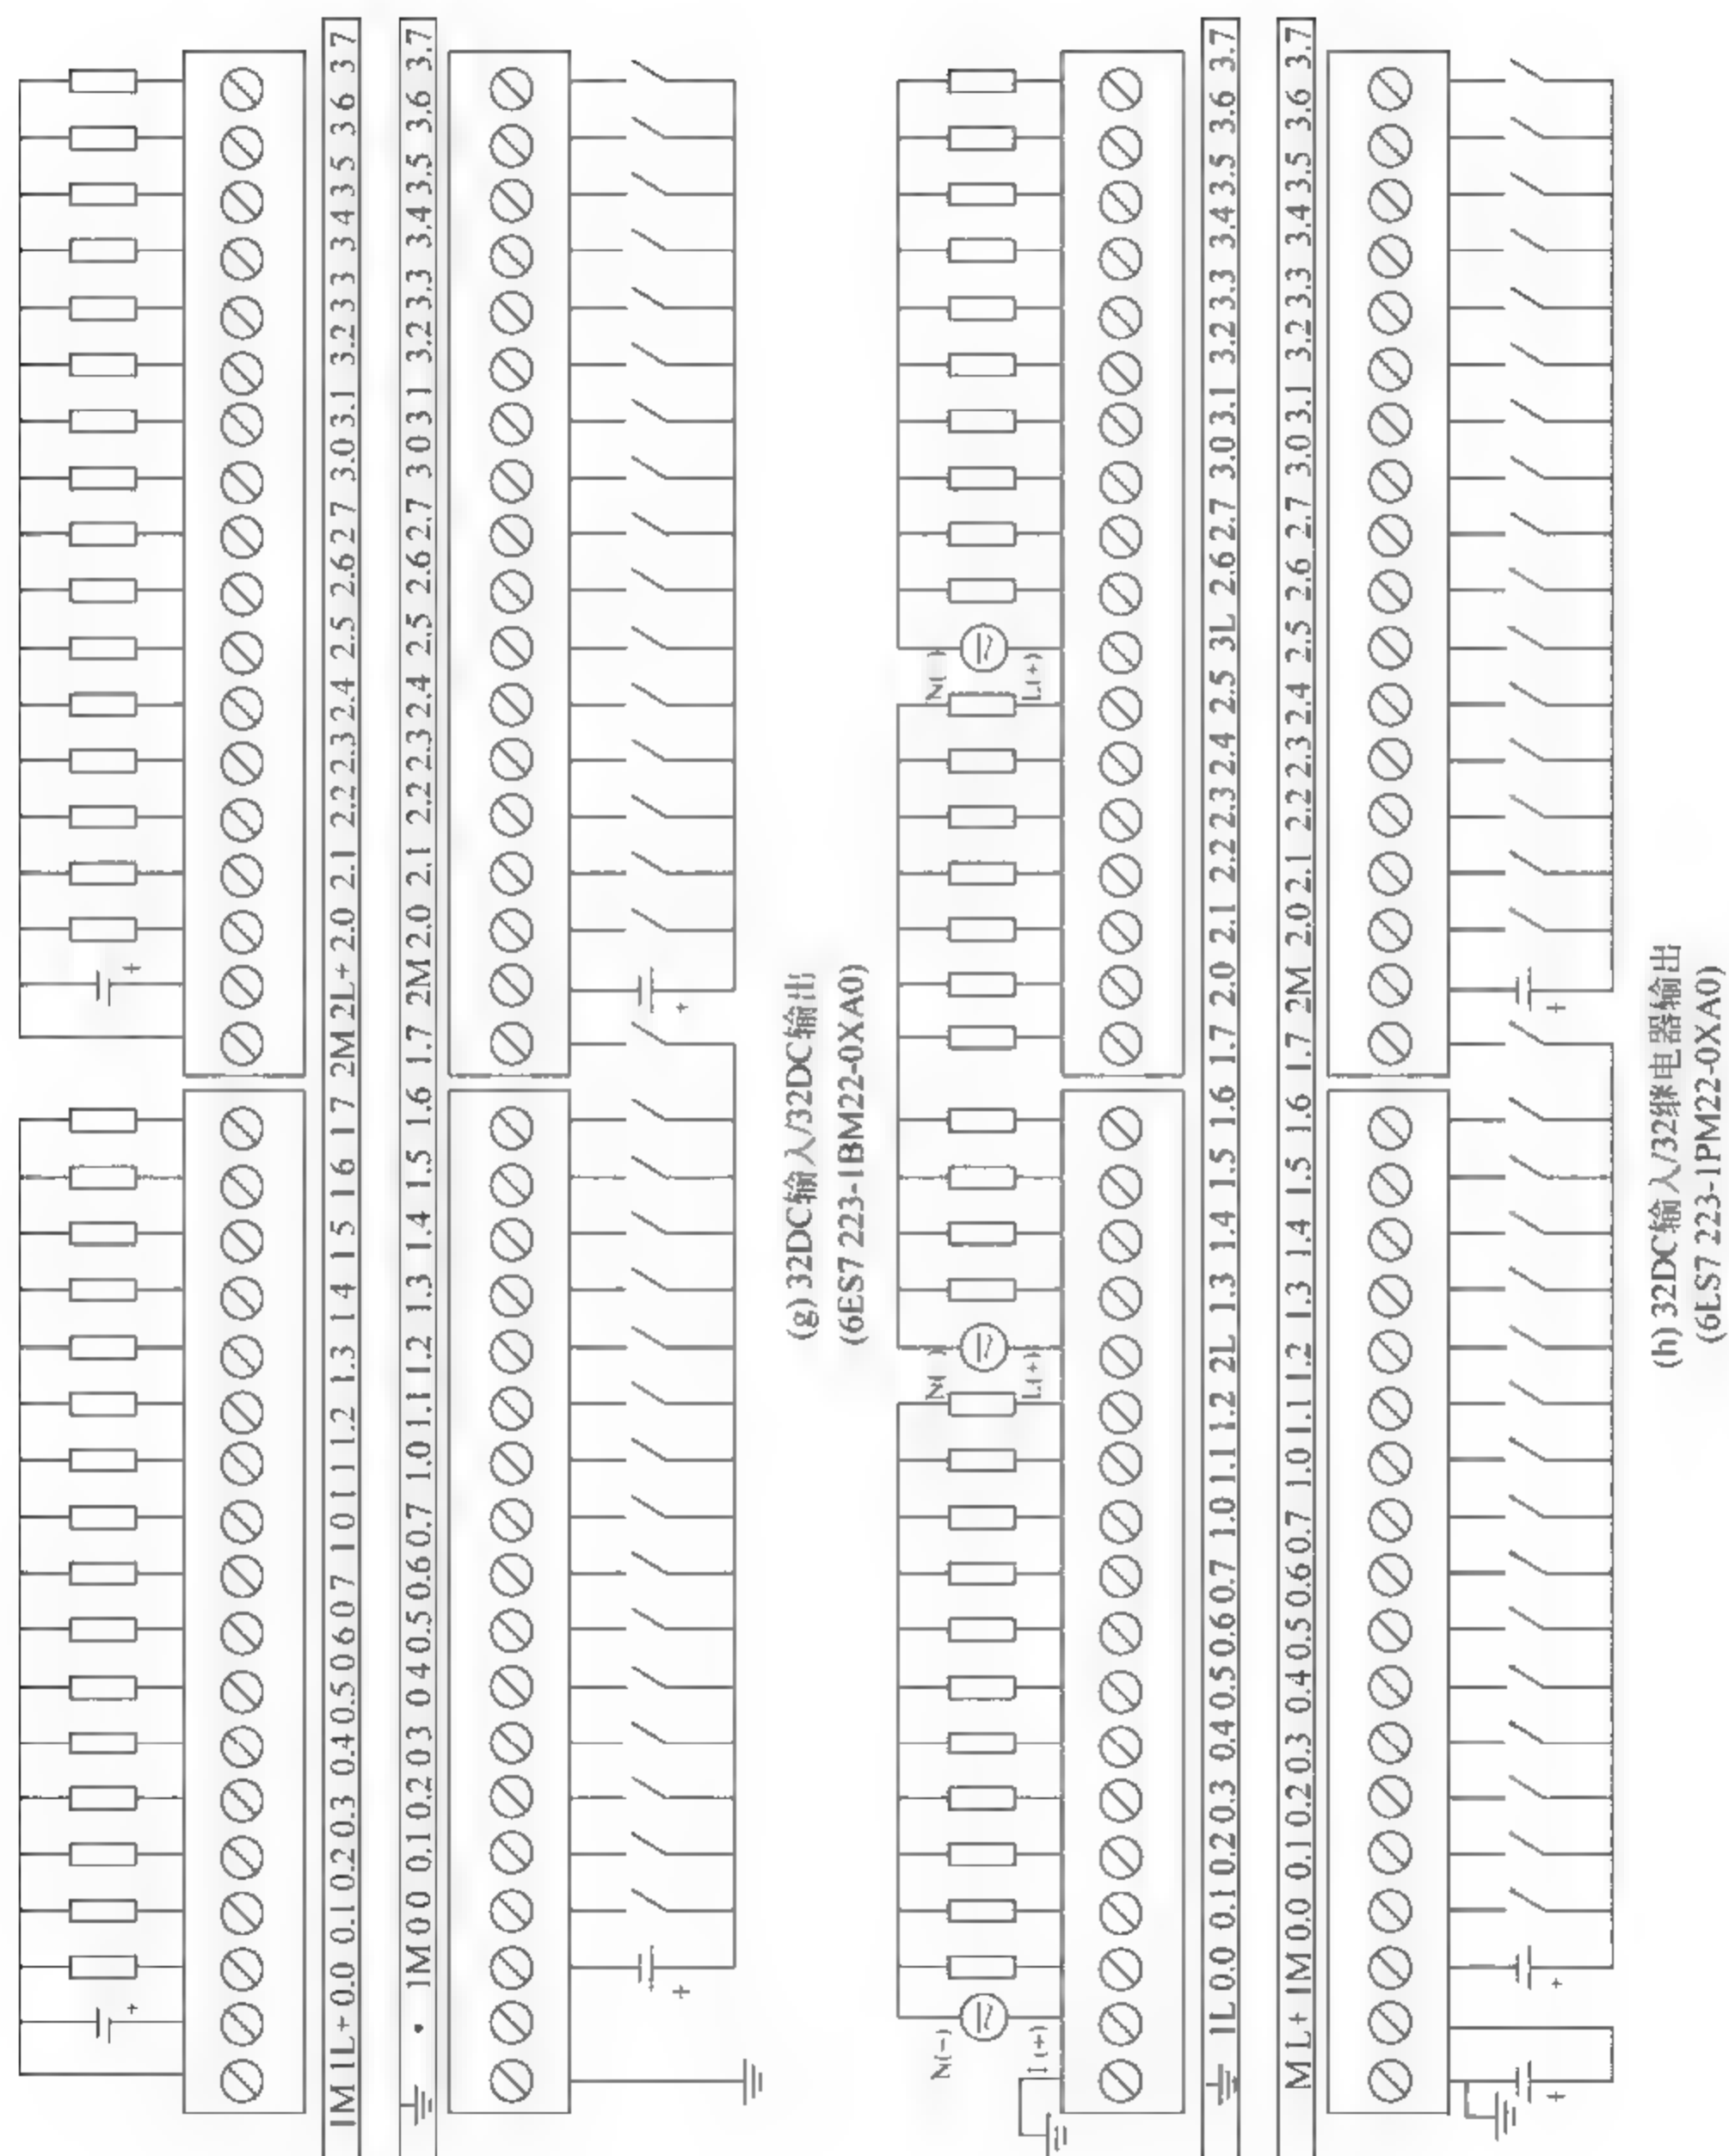 1M 1L+ 0.0 0.1 0.2 0.3 0.4 0.5 0 6 0 7 1 0 1 1 1.2 1.3 1 4 1 5 1 6 1 7 2M 2L+ 2.0 2.1 2.2 2.3 2.4 2.5 2.6 2 7 3.0 3.1 3.2 3 3 3 4 3 5 3 6 3 7
• 1M 0 0 0.1 0.2 0 3 0 4 0.5 0.6 0.7 1.0 1.1 1.2 1.3 1.4 1.5 1.6 1.7 2M 2.0 2.1 2.2 2.3 2.4 2.5 2.6 2.7 3 0 3 1 3.2 3.3 3.4 3.5 3.6 3.7
(g) 32DC输入/32DC输出
(6ES7 223-1BM22-0XA0)
N(-) N( ) N( )
(+) L(+) L(+)
1L 0.0 0.1 0.2 0.3 0.4 0.5 0.6 0.7 1.0 1.1 1.2 2L 1.3 1.4 1.5 1.6 1.7 2.0 2.1 2.2 2.3 2.4 2.5 3L 2.6 2.7 3.0 3.1 3.2 3.3 3.4 3.5 3.6 3.7
M L+ 1M 0.0 0.1 0.2 0.3 0.4 0.5 0.6 0.7 1.0 1.1 1.2 1.3 1.4 1.5 1.6 1.7 2M 2.0 2.1 2.2 2.3 2.4 2.5 2.6 2.7 3.0 3.1 3.2 3.3 3.4 3.5 3.6 3.7
(h) 32DC输入/32继电器输出
(6ES7 223-1PM22-0XA0)